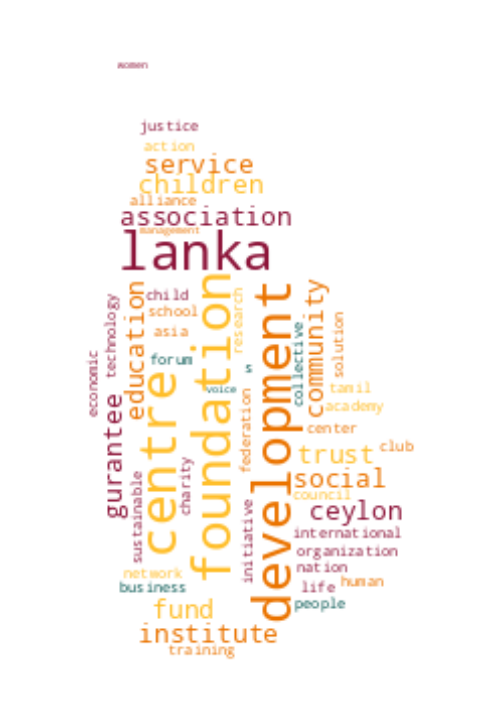 women
justice
action
service
children
alliance
association
management
lanka
child
school
asia
forum
voice
s
research
technology
economic
education
centre
foundation
development
community
collective
solution
tamil
academy
center
club
trust
social
council
ceylon
international
organization
nation
life
human
people
gurantee
sustainable
charity
federation
initiative
network
business
fund
institute
training